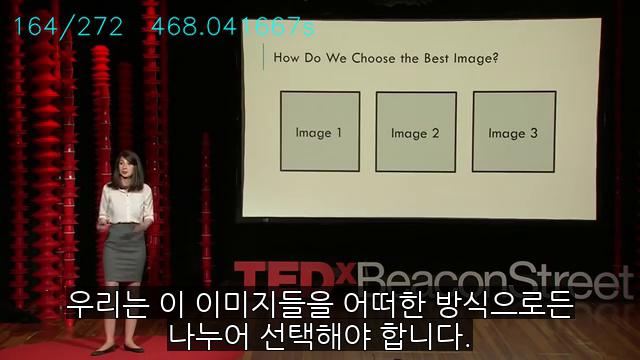 164/272 468.041667s
How Do We Choose the Best Image?
Image 1 Image 2 Image 3
TEDxBeaconStreet
우리는 이 이미지들을 어떠한 방식으로든
나누어 선택해야 합니다.